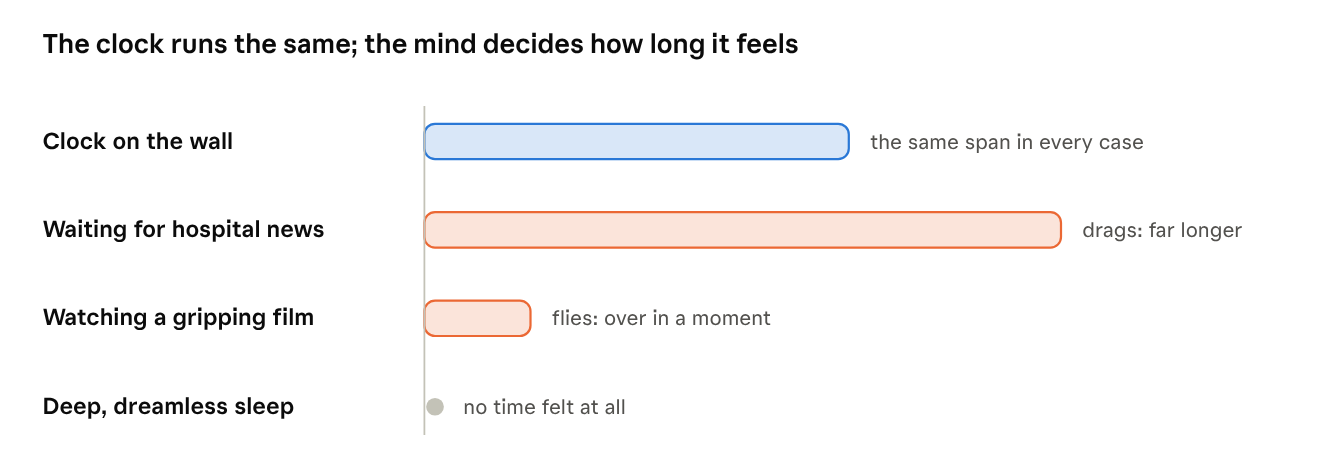 The clock runs the same; the mind decides how long it feels
Clock on the wall
the same span in every case
Waiting for hospital news
drags: far longer
Watching a gripping film
flies: over in a moment
Deep, dreamless sleep
no time felt at all